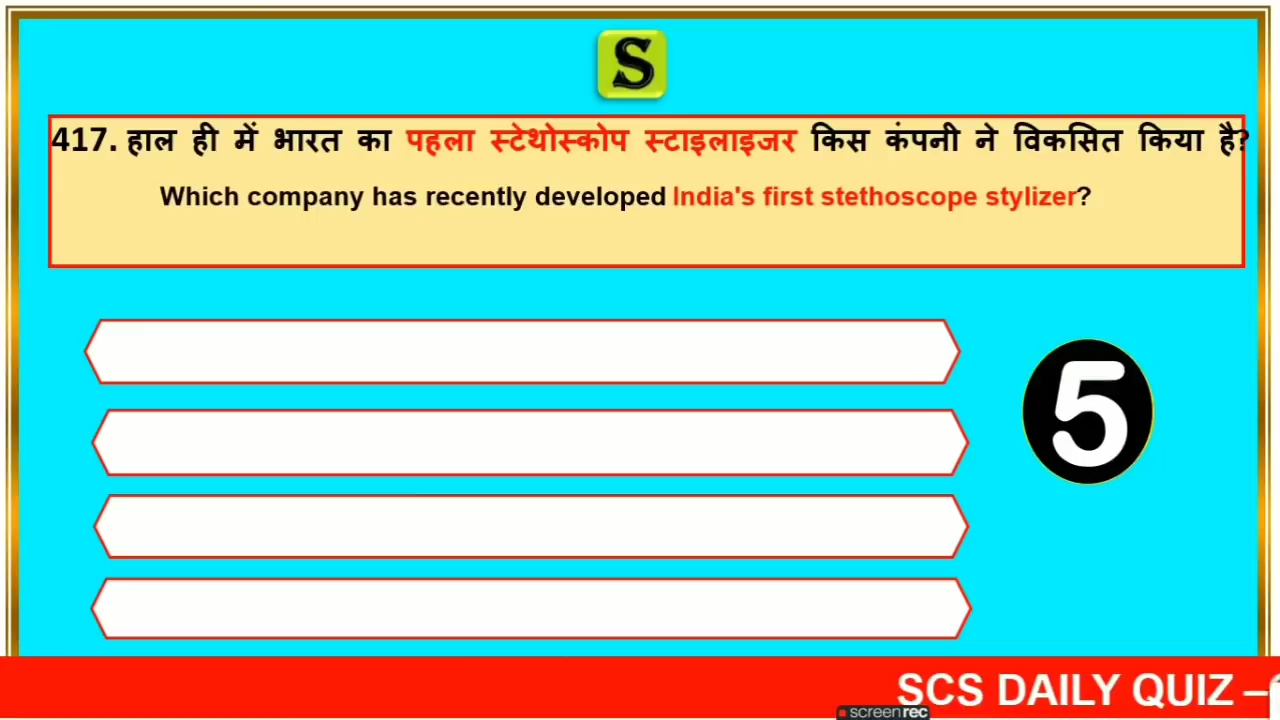 S
417. हाल ही में भारत का पहला स्टेथोस्कोप स्टाइलाइजर किस कंपनी ने विकसित किया है?
Which company has recently developed India's first stethoscope stylizer?
5
SCS DAILY QUIZ –
screenrec